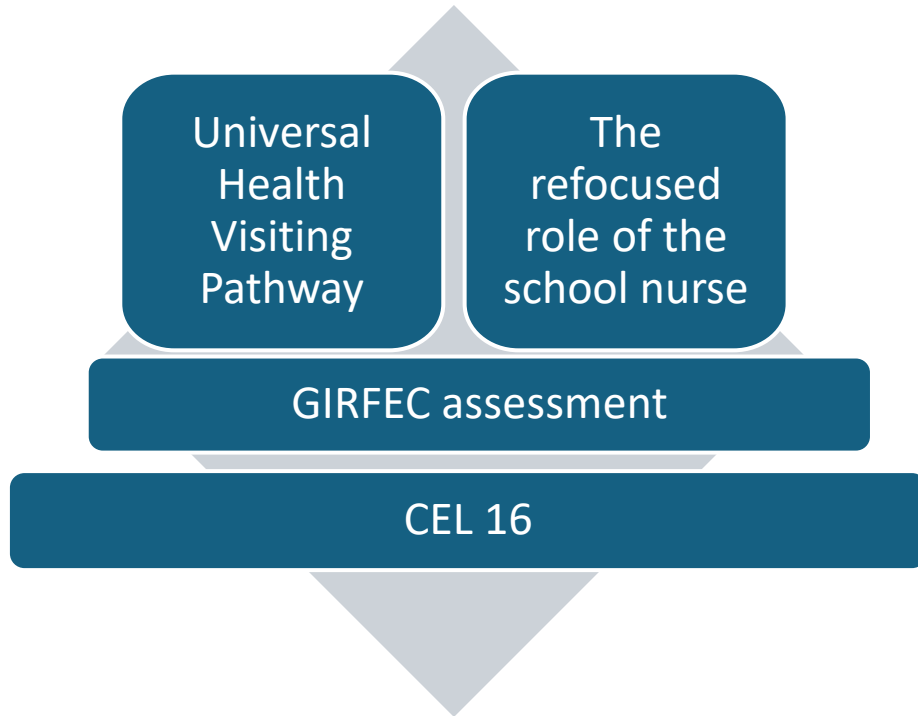 Universal
Health
Visiting
Pathway
The
refocused
role of the
school nurse
GIRFEC assessment
CEL 16